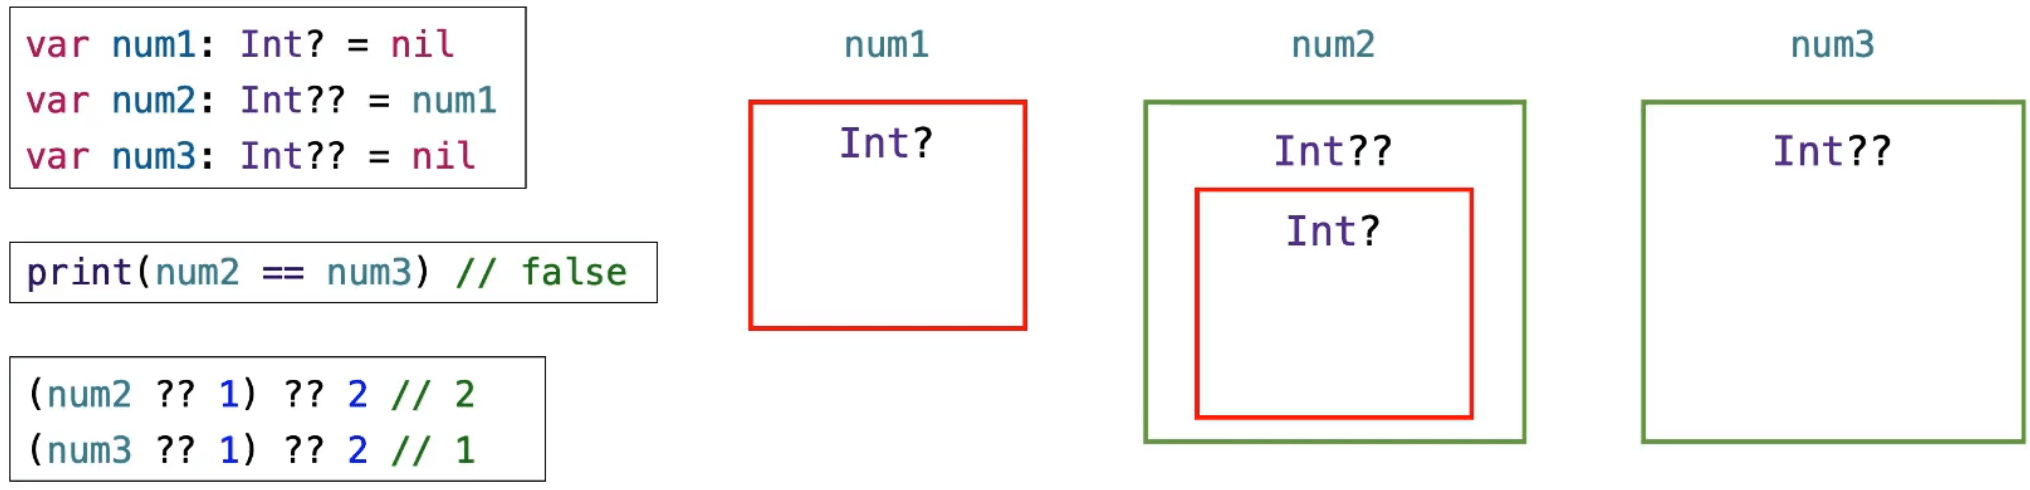 var num1: Int? = nil
var num2: Int?? = num1
var num3: Int?? = nil
print(num2 == num3) // false
(num2 ?? 1) ?? 2 // 2
(num3 ?? 1) ?? 2 // 1
num1
Int?
num2
Int??
Int?
num3
Int??